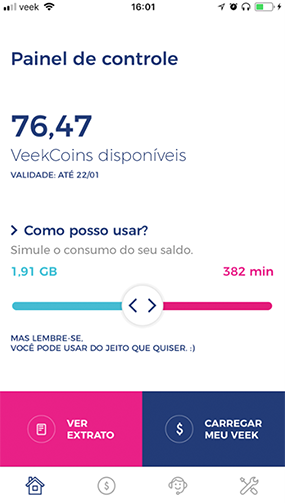 veek 16:01
Painel de controle
76,47
VeekCoins disponíveis
VALIDADE: ATÉ 22/01
Como posso usar?
Simule o consumo do seu saldo.
1,91 GB 382 min
MAS LEMBRE-SE,
VOCÊ PODE USAR DO JEITO QUE QUISER. :)
VER
EXTRATO
CARREGAR
MEU VEEK